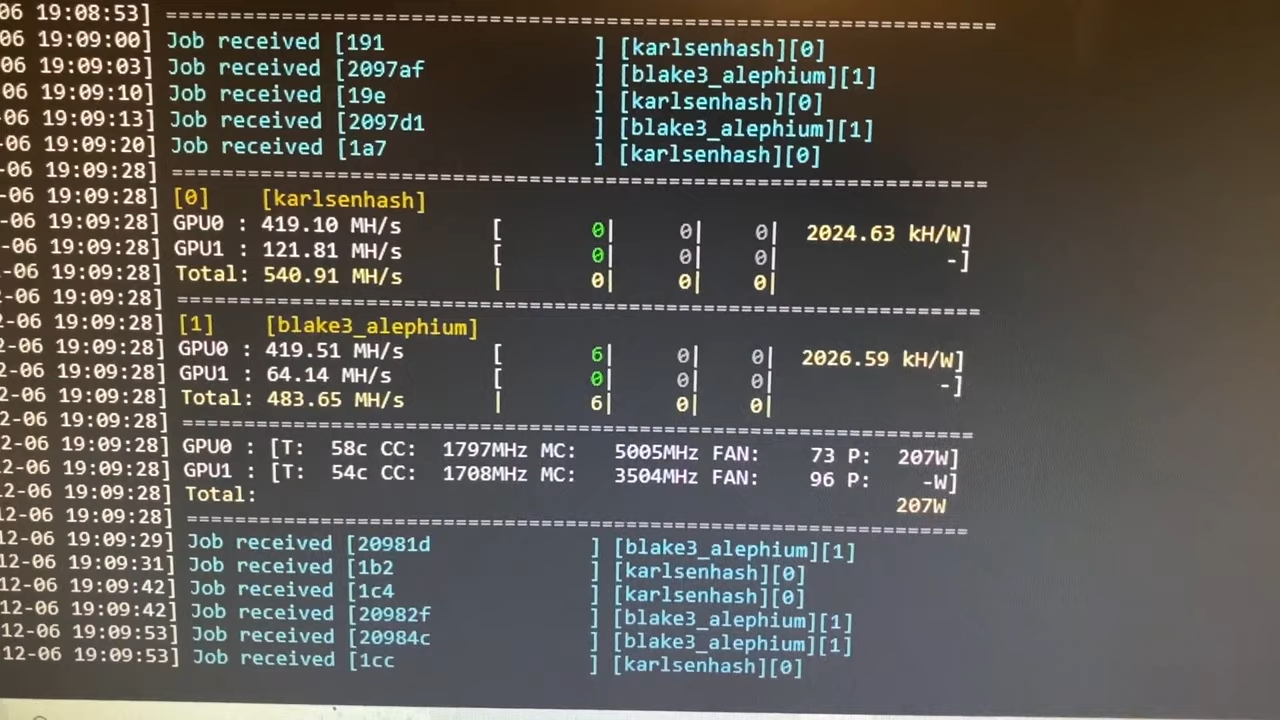 06 19:08:53] ==================================================================
06 19:09:00] Job received [191 ] [karlsenhash][0]
06 19:09:03] Job received [2097af ] [blake3_alephium][1]
06 19:09:10] Job received [19e ] [karlsenhash][0]
-06 19:09:13] Job received [2097d1 ] [blake3_alephium][1]
-06 19:09:20] Job received [1a7 ] [karlsenhash][0]
-06 19:09:28] ==================================================================
-06 19:09:28] [0] [karlsenhash]
-06 19:09:28] GPU0 : 419.10 MH/s [ 0| 0| 0| 2024.63 kH/W]
-06 19:09:28] GPU1 : 121.81 MH/s [ 0| 0| 0| -]
-06 19:09:28] Total: 540.91 MH/s | 0| 0| 0|
2-06 19:09:28] ==================================================================
2-06 19:09:28] [1] [blake3_alephium]
2-06 19:09:28] GPU0 : 419.51 MH/s [ 6| 0| 0| 2026.59 kH/W]
2-06 19:09:28] GPU1 : 64.14 MH/s [ 0| 0| 0| -]
2-06 19:09:28] Total: 483.65 MH/s | 6| 0| 0|
2-06 19:09:28] ==================================================================
2-06 19:09:28] GPU0 : [T: 58c CC: 1797MHz MC: 5005MHz FAN: 73 P: 207W]
12-06 19:09:28] GPU1 : [T: 54c CC: 1708MHz MC: 3504MHz FAN: 96 P: -W]
12-06 19:09:28] Total: 207W
12-06 19:09:28] ==================================================================
12-06 19:09:29] Job received [20981d ] [blake3_alephium][1]
12-06 19:09:31] Job received [1b2 ] [karlsenhash][0]
12-06 19:09:42] Job received [1c4 ] [karlsenhash][0]
12-06 19:09:42] Job received [20982f ] [blake3_alephium][1]
12-06 19:09:53] Job received [20984c ] [blake3_alephium][1]
12-06 19:09:53] Job received [1cc ] [karlsenhash][0]